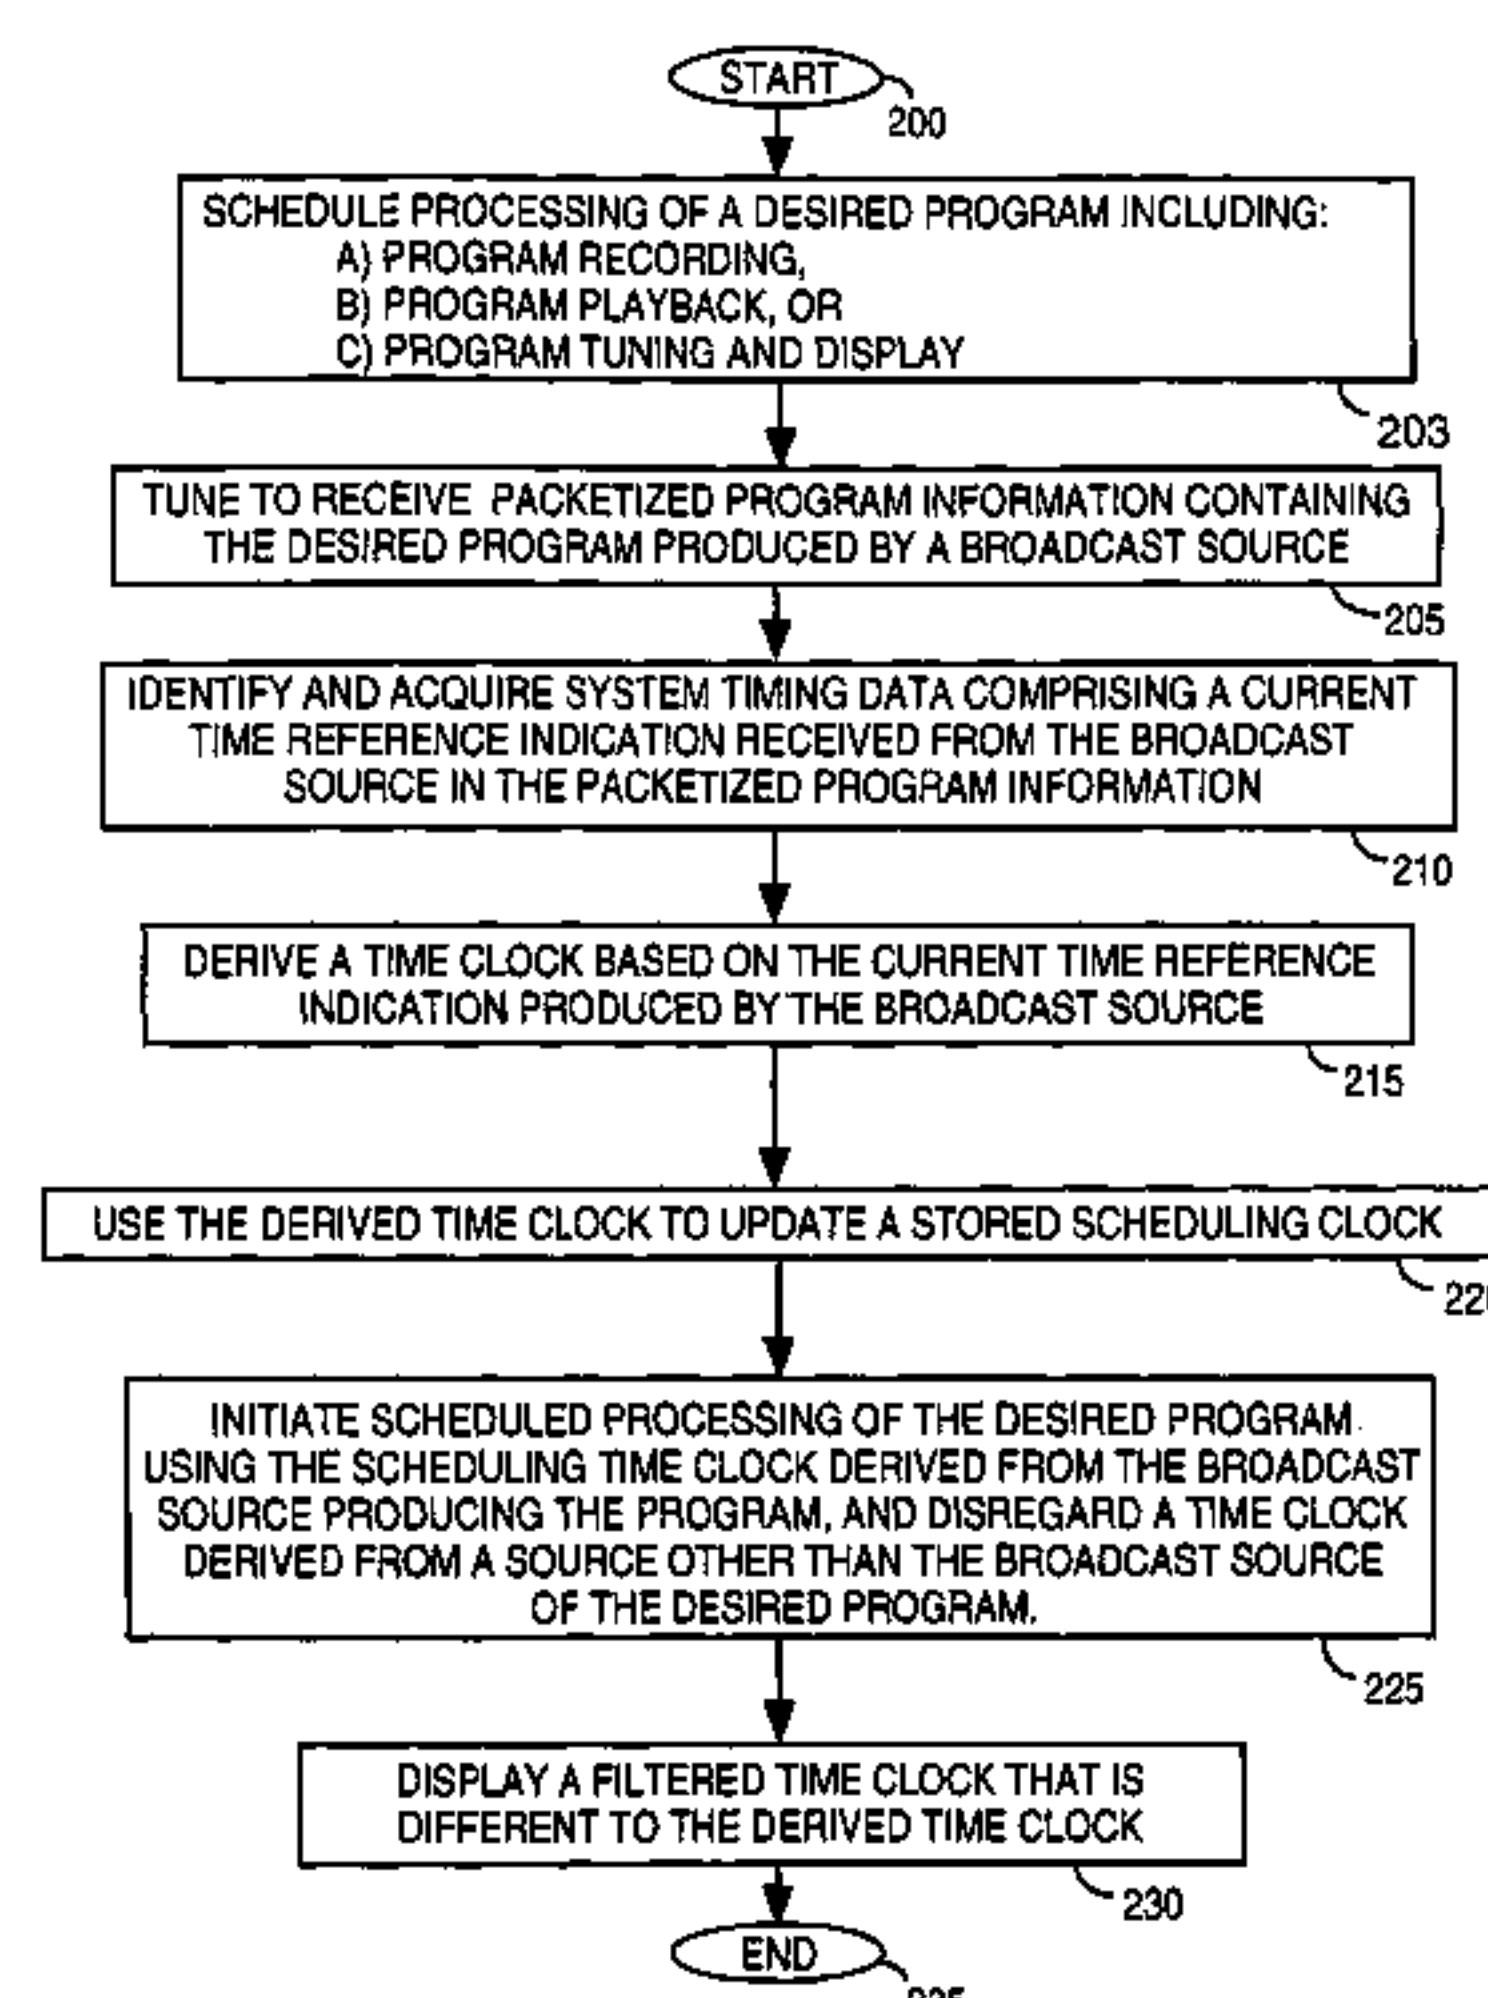 START
200
SCHEDULE PROCESSING OF A DESIRED PROGRAM INCLUDING:
A) PROGRAM RECORDING,
B) PROGRAM PLAYBACK, OR
C) PROGRAM TUNING AND DISPLAY
203
TUNE TO RECEIVE PACKETIZED PROGRAM INFORMATION CONTAINING
THE DESIRED PROGRAM PRODUCED BY A BROADCAST SOURCE
205
IDENTIFY AND ACQUIRE SYSTEM TIMING DATA COMPRISING A CURRENT
TIME REFERENCE INDICATION RECEIVED FROM THE BROADCAST
SOURCE IN THE PACKETIZED PROGRAM INFORMATION
210
DERIVE A TIME CLOCK BASED ON THE CURRENT TIME REFERENCE
INDICATION PRODUCED BY THE BROADCAST SOURCE
215
USE THE DERIVED TIME CLOCK TO UPDATE A STORED SCHEDULING CLOCK
INITIATE SCHEDULED PROCESSING OF THE DESIRED PROGRAM
USING THE SCHEDULING TIME CLOCK DERIVED FROM THE BROADCAST
SOURCE PRODUCING THE PROGRAM, AND DISREGARD A TIME CLOCK
DERIVED FROM A SOURCE OTHER THAN THE BROADCAST SOURCE
OF THE DESIRED PROGRAM.
225
DISPLAY A FILTERED TIME CLOCK THAT IS
DIFFERENT TO THE DERIVED TIME CLOCK
230
END